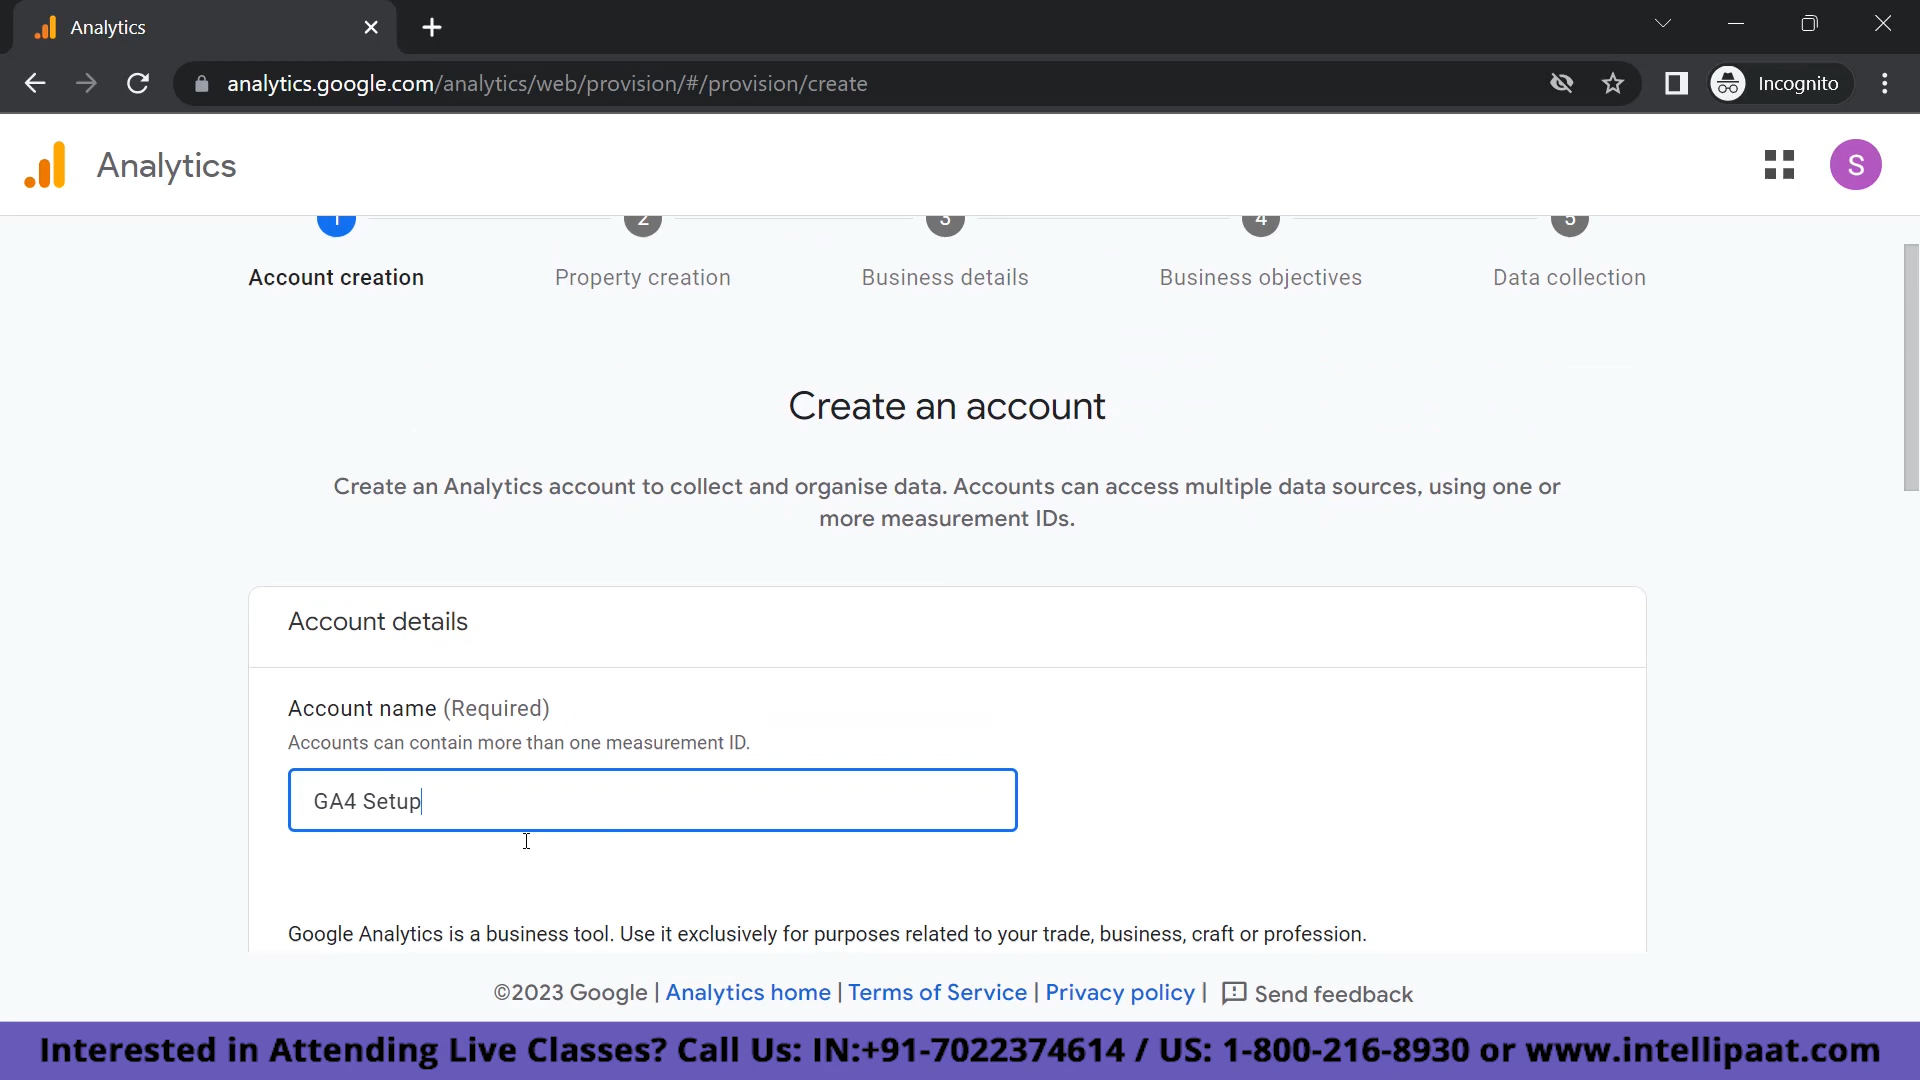 Analytics
analytics.google.com/analytics/web/provision/#/provision/create
Incognito
Analytics
S
1 2 3 4 5
Account creation Property creation Business details Business objectives Data collection
Create an account
Create an Analytics account to collect and organise data. Accounts can access multiple data sources, using one or
more measurement IDs.
Account details
Account name (Required)
Accounts can contain more than one measurement ID.
GA4 Setup
Google Analytics is a business tool. Use it exclusively for purposes related to your trade, business, craft or profession.
©2023 Google | Analytics home | Terms of Service | Privacy policy | Send feedback
Interested in Attending Live Classes? Call Us: IN:+91-7022374614 / US: 1-800-216-8930 or www.intellipaat.com